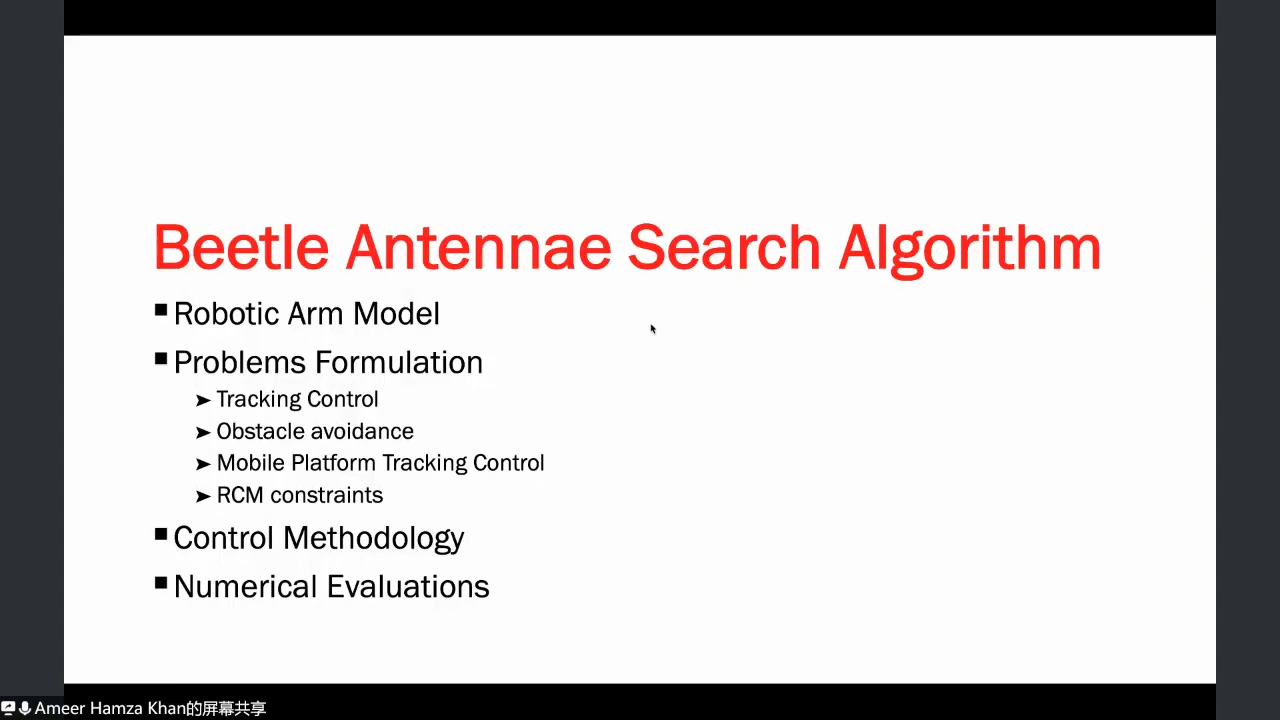 Beetle Antennae Search Algorithm
Robotic Arm Model
Problems Formulation
Tracking Control
Obstacle avoidance
Mobile Platform Tracking Control
RCM constraints
Control Methodology
Numerical Evaluations
Ameer Hamza Khan的屏幕共享